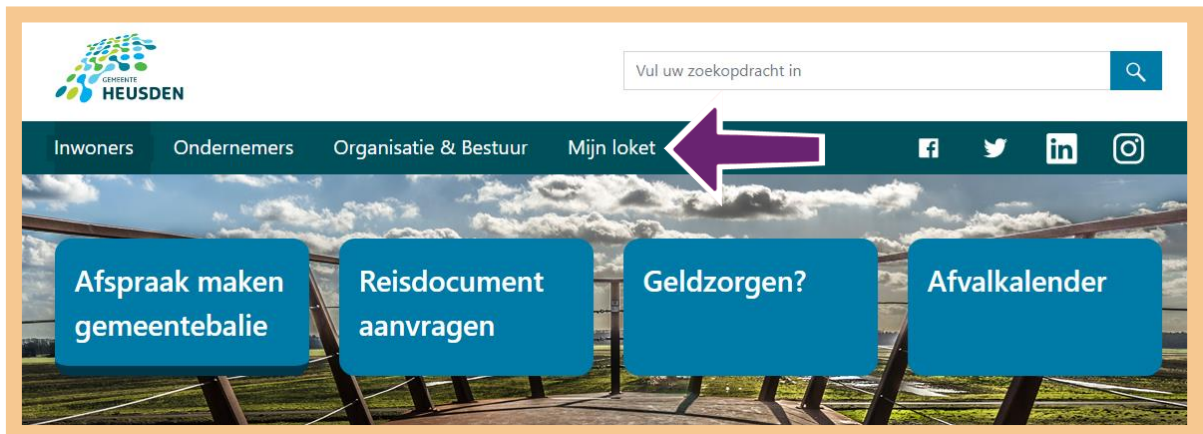 GEMEENTE
HEUSDEN
Vul uw zoekopdracht in
Inwoners Ondernemers Organisatie & Bestuur Mijn loket
Afspraak maken
gemeentebalie
Reisdocument
aanvragen
Geldzorgen?
Afvalkalender